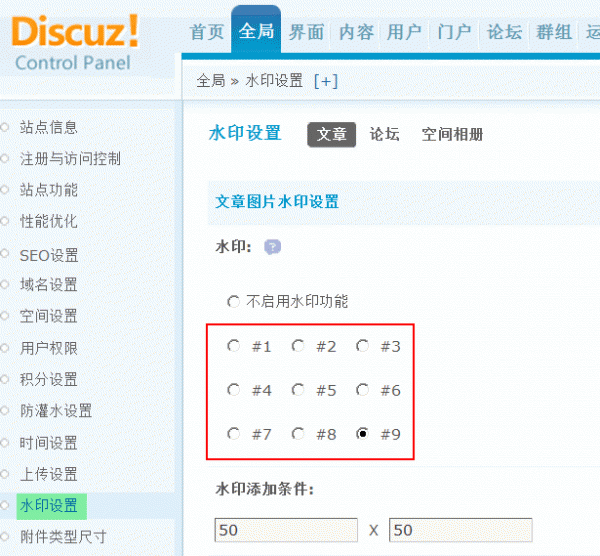 Discuz!
Control Panel
首页 全局 界面 内容 用户 门户 论坛 群组 运
全局 » 水印设置 [+]
站点信息
注册与访问控制
站点功能
性能优化
SEO设置
域名设置
空间设置
用户权限
积分设置
防灌水设置
时间设置
上传设置
水印设置
附件类型尺寸
水印设置 文章 论坛 空间相册
文章图片水印设置
水印: ?
不启用水印功能
#1 #2 #3
#4 #5 #6
#7 #8 #9
水印添加条件:
50 X 50